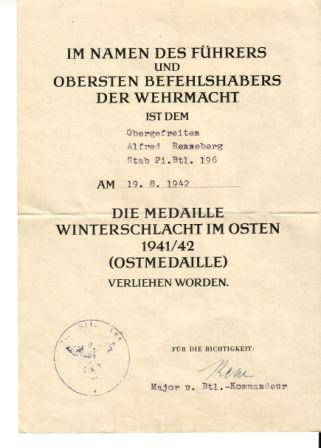 IM NAMEN DES FÜHRERS
UND
OBERSTEN BEFEHLSHABERS
DER WEHRMACHT
IST DEM
Obergefreiten
Alfred Renneberg
Stab Pi.Btl. 196
AM 19. 8. 1942
DIE MEDAILLE
WINTERSCHLACHT IM OSTEN
1941/42
(OSTMEDAILLE)
VERLIEHEN WORDEN.
FÜR DIE RICHTIGKEIT:
Major u. Btl.-Kommandeur